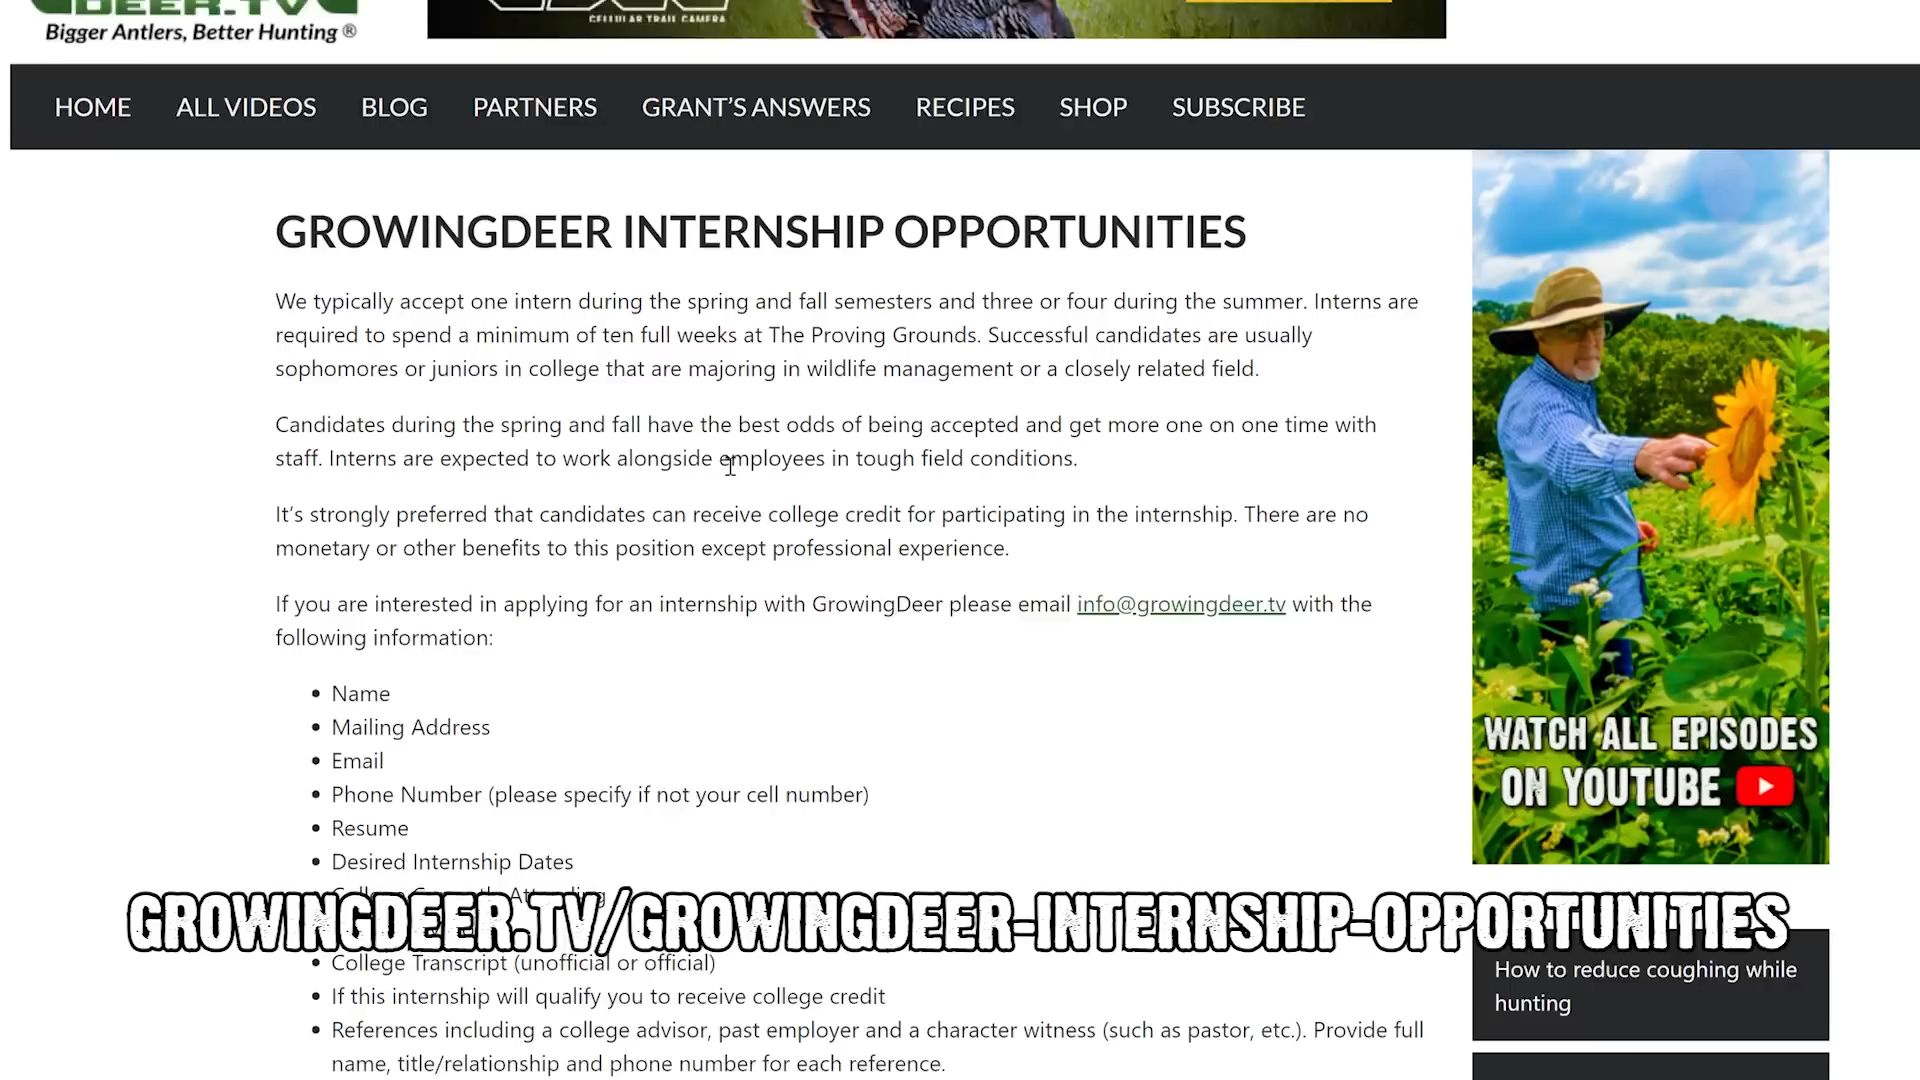 DEER.TV
Bigger Antlers, Better Hunting ®
CELLULAR TRAIL CAMERA
HOME ALL VIDEOS BLOG PARTNERS GRANT’S ANSWERS RECIPES SHOP SUBSCRIBE
GROWINGDEER INTERNSHIP OPPORTUNITIES
We typically accept one intern during the spring and fall semesters and three or four during the summer. Interns are
required to spend a minimum of ten full weeks at The Proving Grounds. Successful candidates are usually
sophomores or juniors in college that are majoring in wildlife management or a closely related field.
Candidates during the spring and fall have the best odds of being accepted and get more one on one time with
staff. Interns are expected to work alongside employees in tough field conditions.
It’s strongly preferred that candidates can receive college credit for participating in the internship. There are no
monetary or other benefits to this position except professional experience.
If you are interested in applying for an internship with GrowingDeer please email info@growingdeer.tv with the
following information:
• Name
• Mailing Address
• Email
• Phone Number (please specify if not your cell number)
• Resume
• Desired Internship Dates
GROWINGDEER.TV/GROWINGDEER-INTERNSHIP-OPPORTUNITIES
• College Transcript (unofficial or official)
• If this internship will qualify you to receive college credit
• References including a college advisor, past employer and a character witness (such as pastor, etc.). Provide full
name, title/relationship and phone number for each reference.
WATCH ALL EPISODES
ON YOUTUBE
How to reduce coughing while
hunting